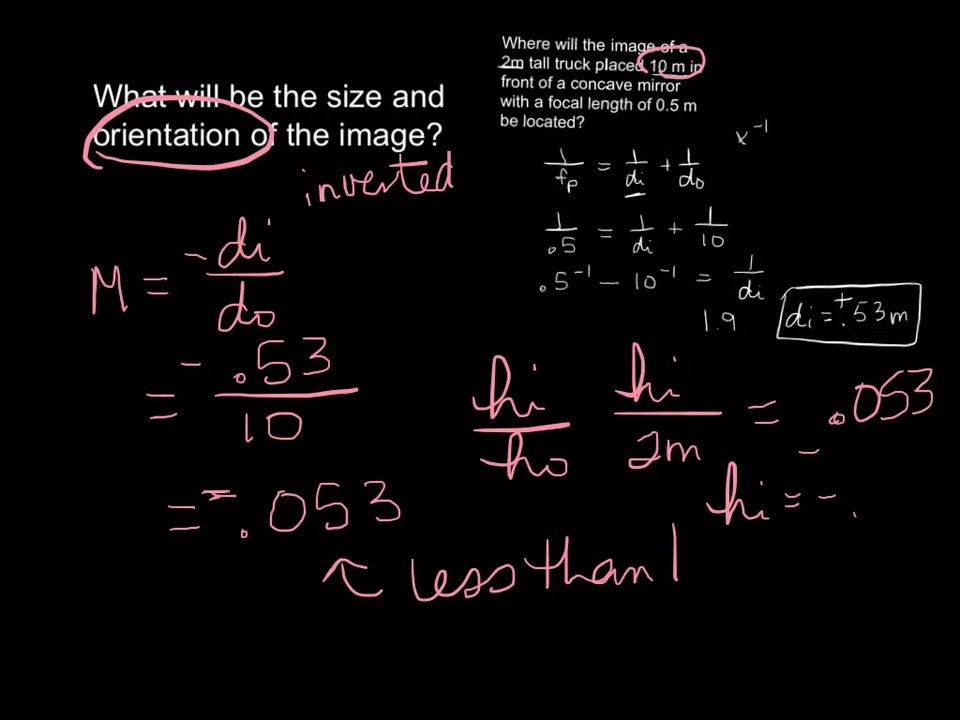 Where will the image of a
2m tall truck placed 10 m in
front of a concave mirror
with a focal length of 0.5 m
be located?
What will be the size and
orientation of the image?
inverted
x⁻¹
1/fp = 1/di + 1/do
1/.5 = 1/di + 1/10
.5⁻¹ - 10⁻¹ = 1/di
1.9
di = +.53m
M = -di/do
= -.53/10
= -.053
less than 1
hi/ho
hi/2m = -.053
hi = - .